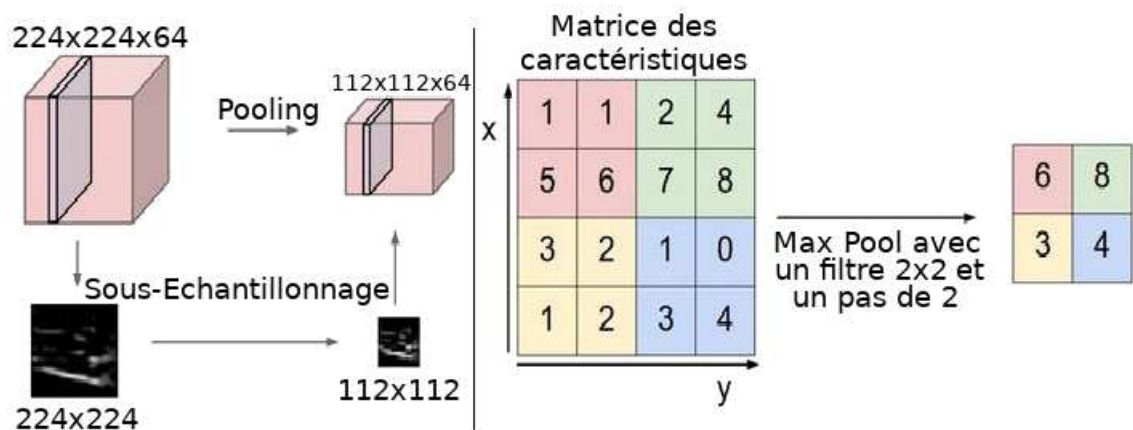 224x224x64
Pooling
112x112x64
Sous-Echantillonnage
224x224
112x112
Matrice des
caractéristiques
x
1 1 2 4
5 6 7 8
3 2 1 0
1 2 3 4
y
Max Pool avec
un filtre 2x2 et
un pas de 2
6 8
3 4